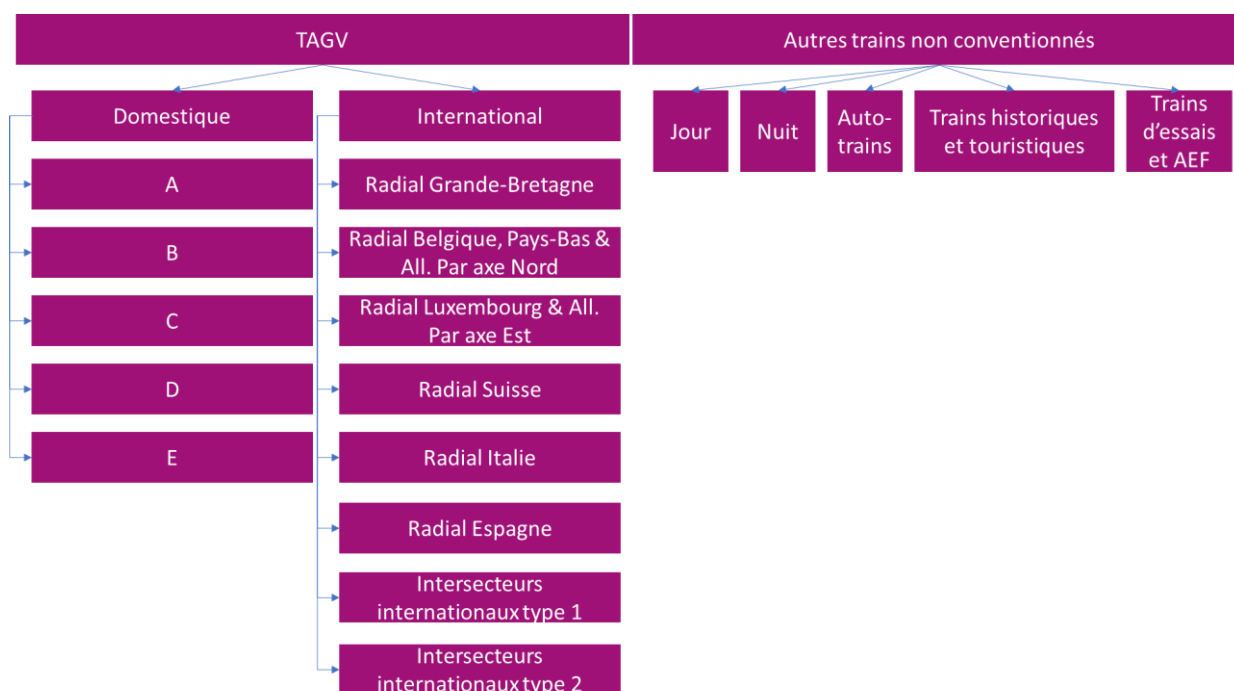 TAGV
Autres trains non conventionnés
Domestique
International
Jour
Nuit
Auto-
trains
Trains historiques
et touristiques
Trains
d'essais
et AEF
A
Radial Grande-Bretagne
B
Radial Belgique, Pays-Bas &
All. Par axe Nord
C
Radial Luxembourg & All.
Par axe Est
D
Radial Suisse
E
Radial Italie
Radial Espagne
Intersecteurs
internationaux type 1
Intersecteurs
internationaux type 2